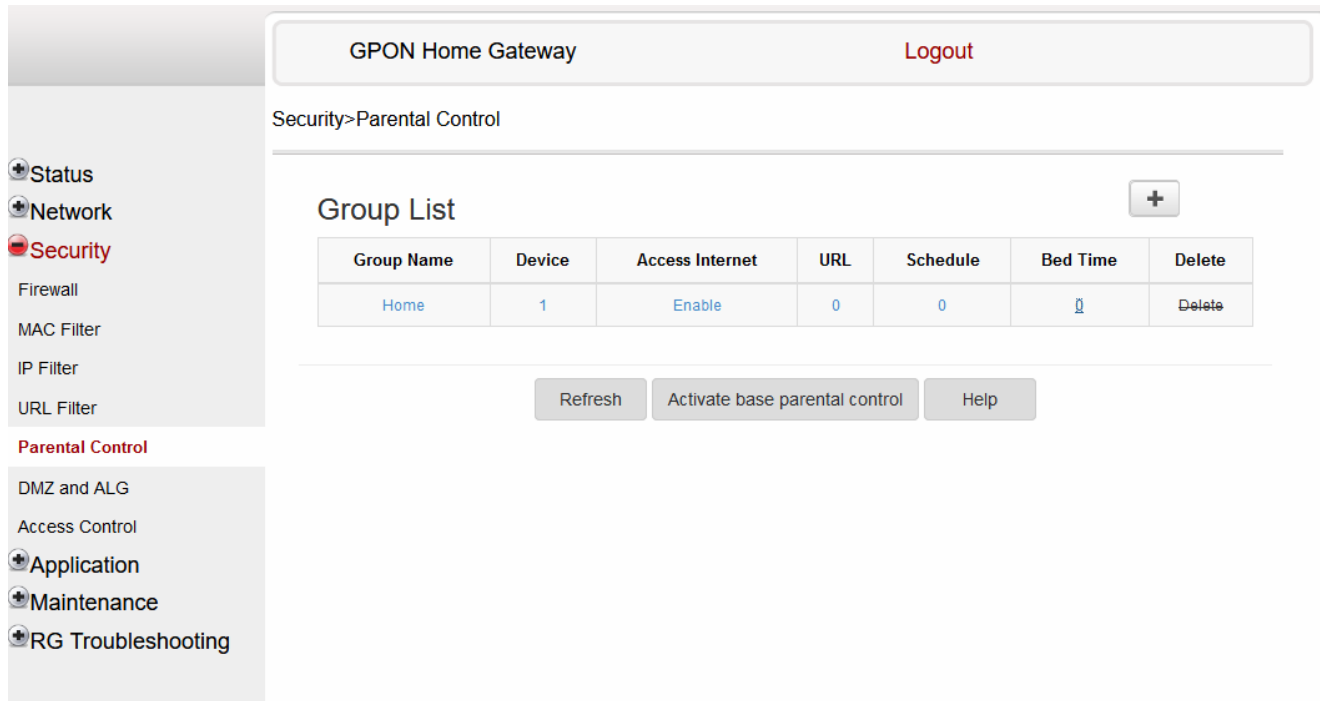 GPON Home Gateway Logout
Security>Parental Control
Status
Network
Security
Firewall
MAC Filter
IP Filter
URL Filter
Parental Control
DMZ and ALG
Access Control
Application
Maintenance
RG Troubleshooting
Group List
+
Group Name Device Access Internet URL Schedule Bed Time Delete
Home 1 Enable 0 0 0 Delete
Refresh Activate base parental control Help